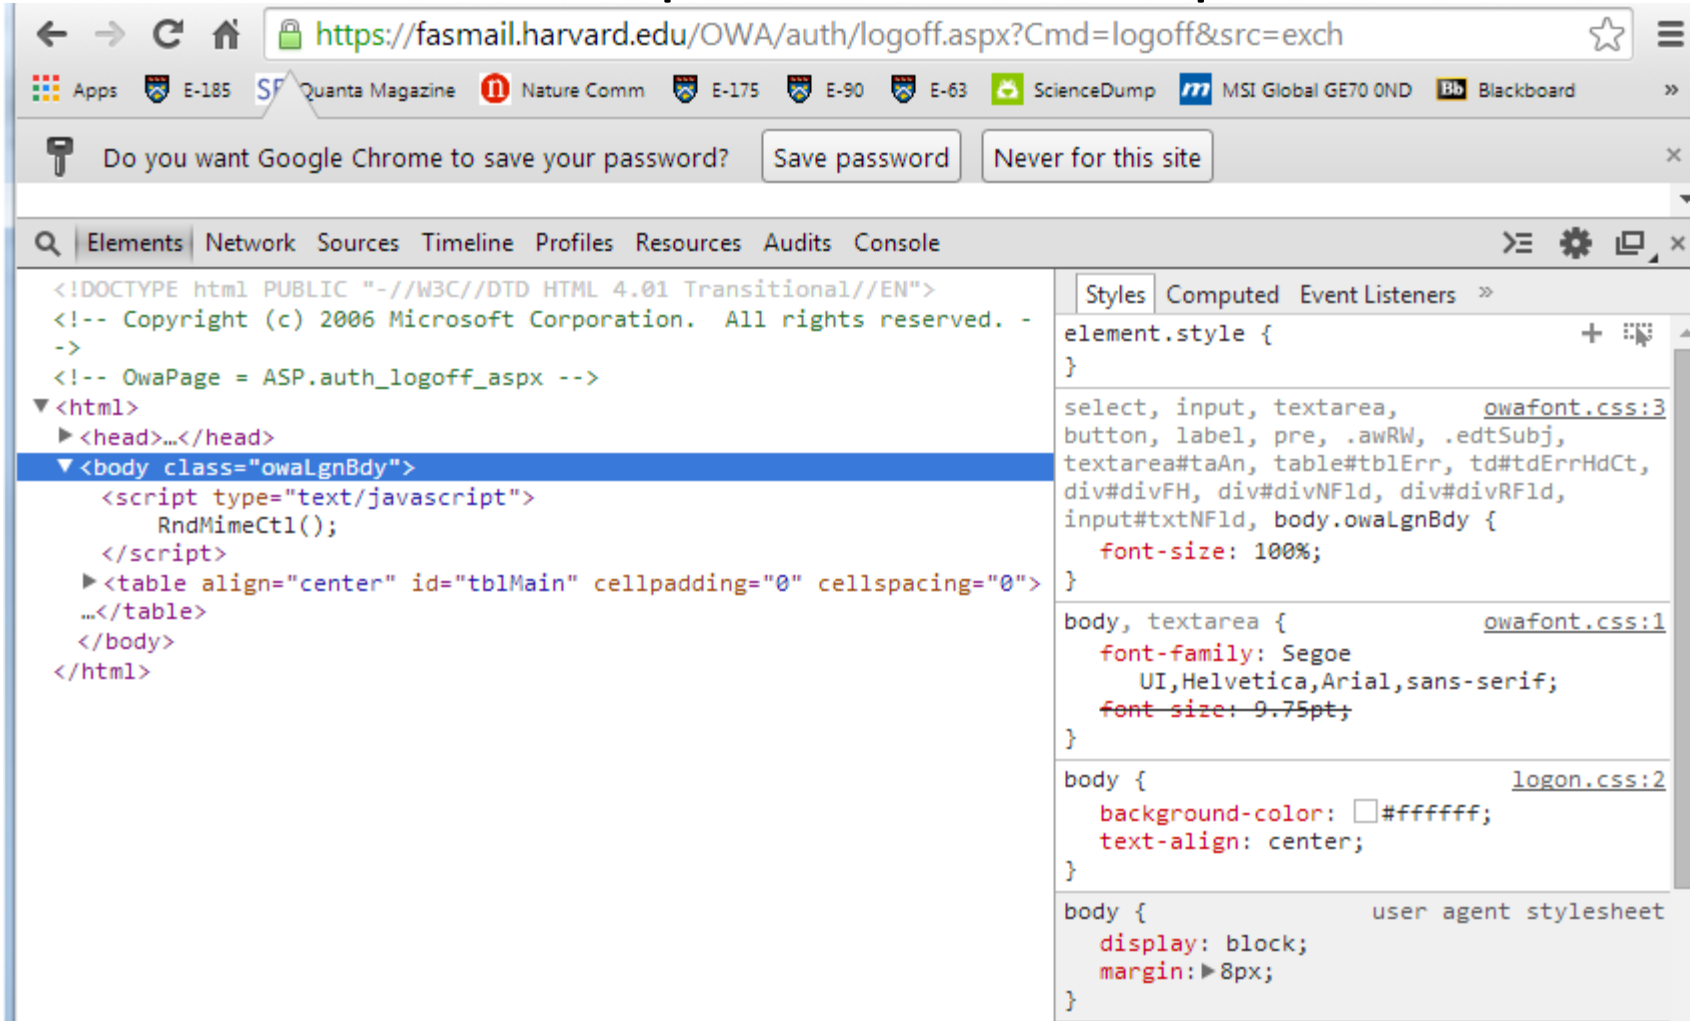 https://fasmail.harvard.edu/OWA/auth/logoff.aspx?Cmd=logoff&src=exch
Apps E-185 SF Quanta Magazine n Nature Comm E-175 E-90 E-63 ScienceDump m MSI Global GE70 0ND Bb Blackboard »
Do you want Google Chrome to save your password? Save password Never for this site ×
Elements Network Sources Timeline Profiles Resources Audits Console ×
<!DOCTYPE html PUBLIC "-//W3C//DTD HTML 4.01 Transitional//EN">
<!-- Copyright (c) 2006 Microsoft Corporation.  All rights reserved. -
->
<!-- OwaPage = ASP.auth_logoff_aspx -->
▼<html>
▶<head>…</head>
▼<body class="owaLgnBdy">
<script type="text/javascript">
RndMimeCtl();
</script>
▶<table align="center" id="tblMain" cellpadding="0" cellspacing="0">
…</table>
</body>
</html>
Styles Computed Event Listeners »
element.style { +
}
select, input, textarea, owafont.css:3
button, label, pre, .awRW, .edtSubj,
textarea#taAn, table#tblErr, td#tdErrHdCt,
div#divFH, div#divNFld, div#divRFld,
input#txtNFld, body.owaLgnBdy {
font-size: 100%;
}
body, textarea { owafont.css:1
font-family: Segoe
UI,Helvetica,Arial,sans-serif;
font-size: 9.75pt;
}
body { logon.css:2
background-color: #ffffff;
text-align: center;
}
body { user agent stylesheet
display: block;
margin:▶8px;
}